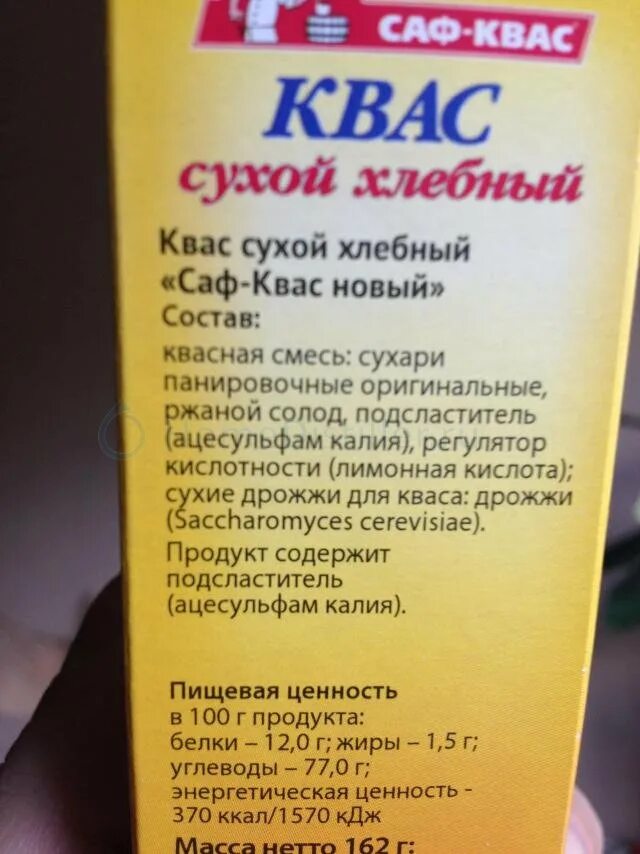 САФ-КВАС
КВАС
сухой хлебный
Квас сухой хлебный
«Саф-Квас новый»
Состав:
квасная смесь: сухари
панировочные оригинальные,
ржаной солод, подсластитель
(ацесульфам калия), регулятор
кислотности (лимонная кислота);
сухие дрожжи для кваса: дрожжи
(Saccharomyces cerevisiae).
Продукт содержит
подсластитель
(ацесульфам калия).
Пищевая ценность
в 100 г продукта:
белки – 12,0 г; жиры – 1,5 г;
углеводы – 77,0 г;
энергетическая ценность -
370 ккал/1570 кДж
Масса нетто 162 г: